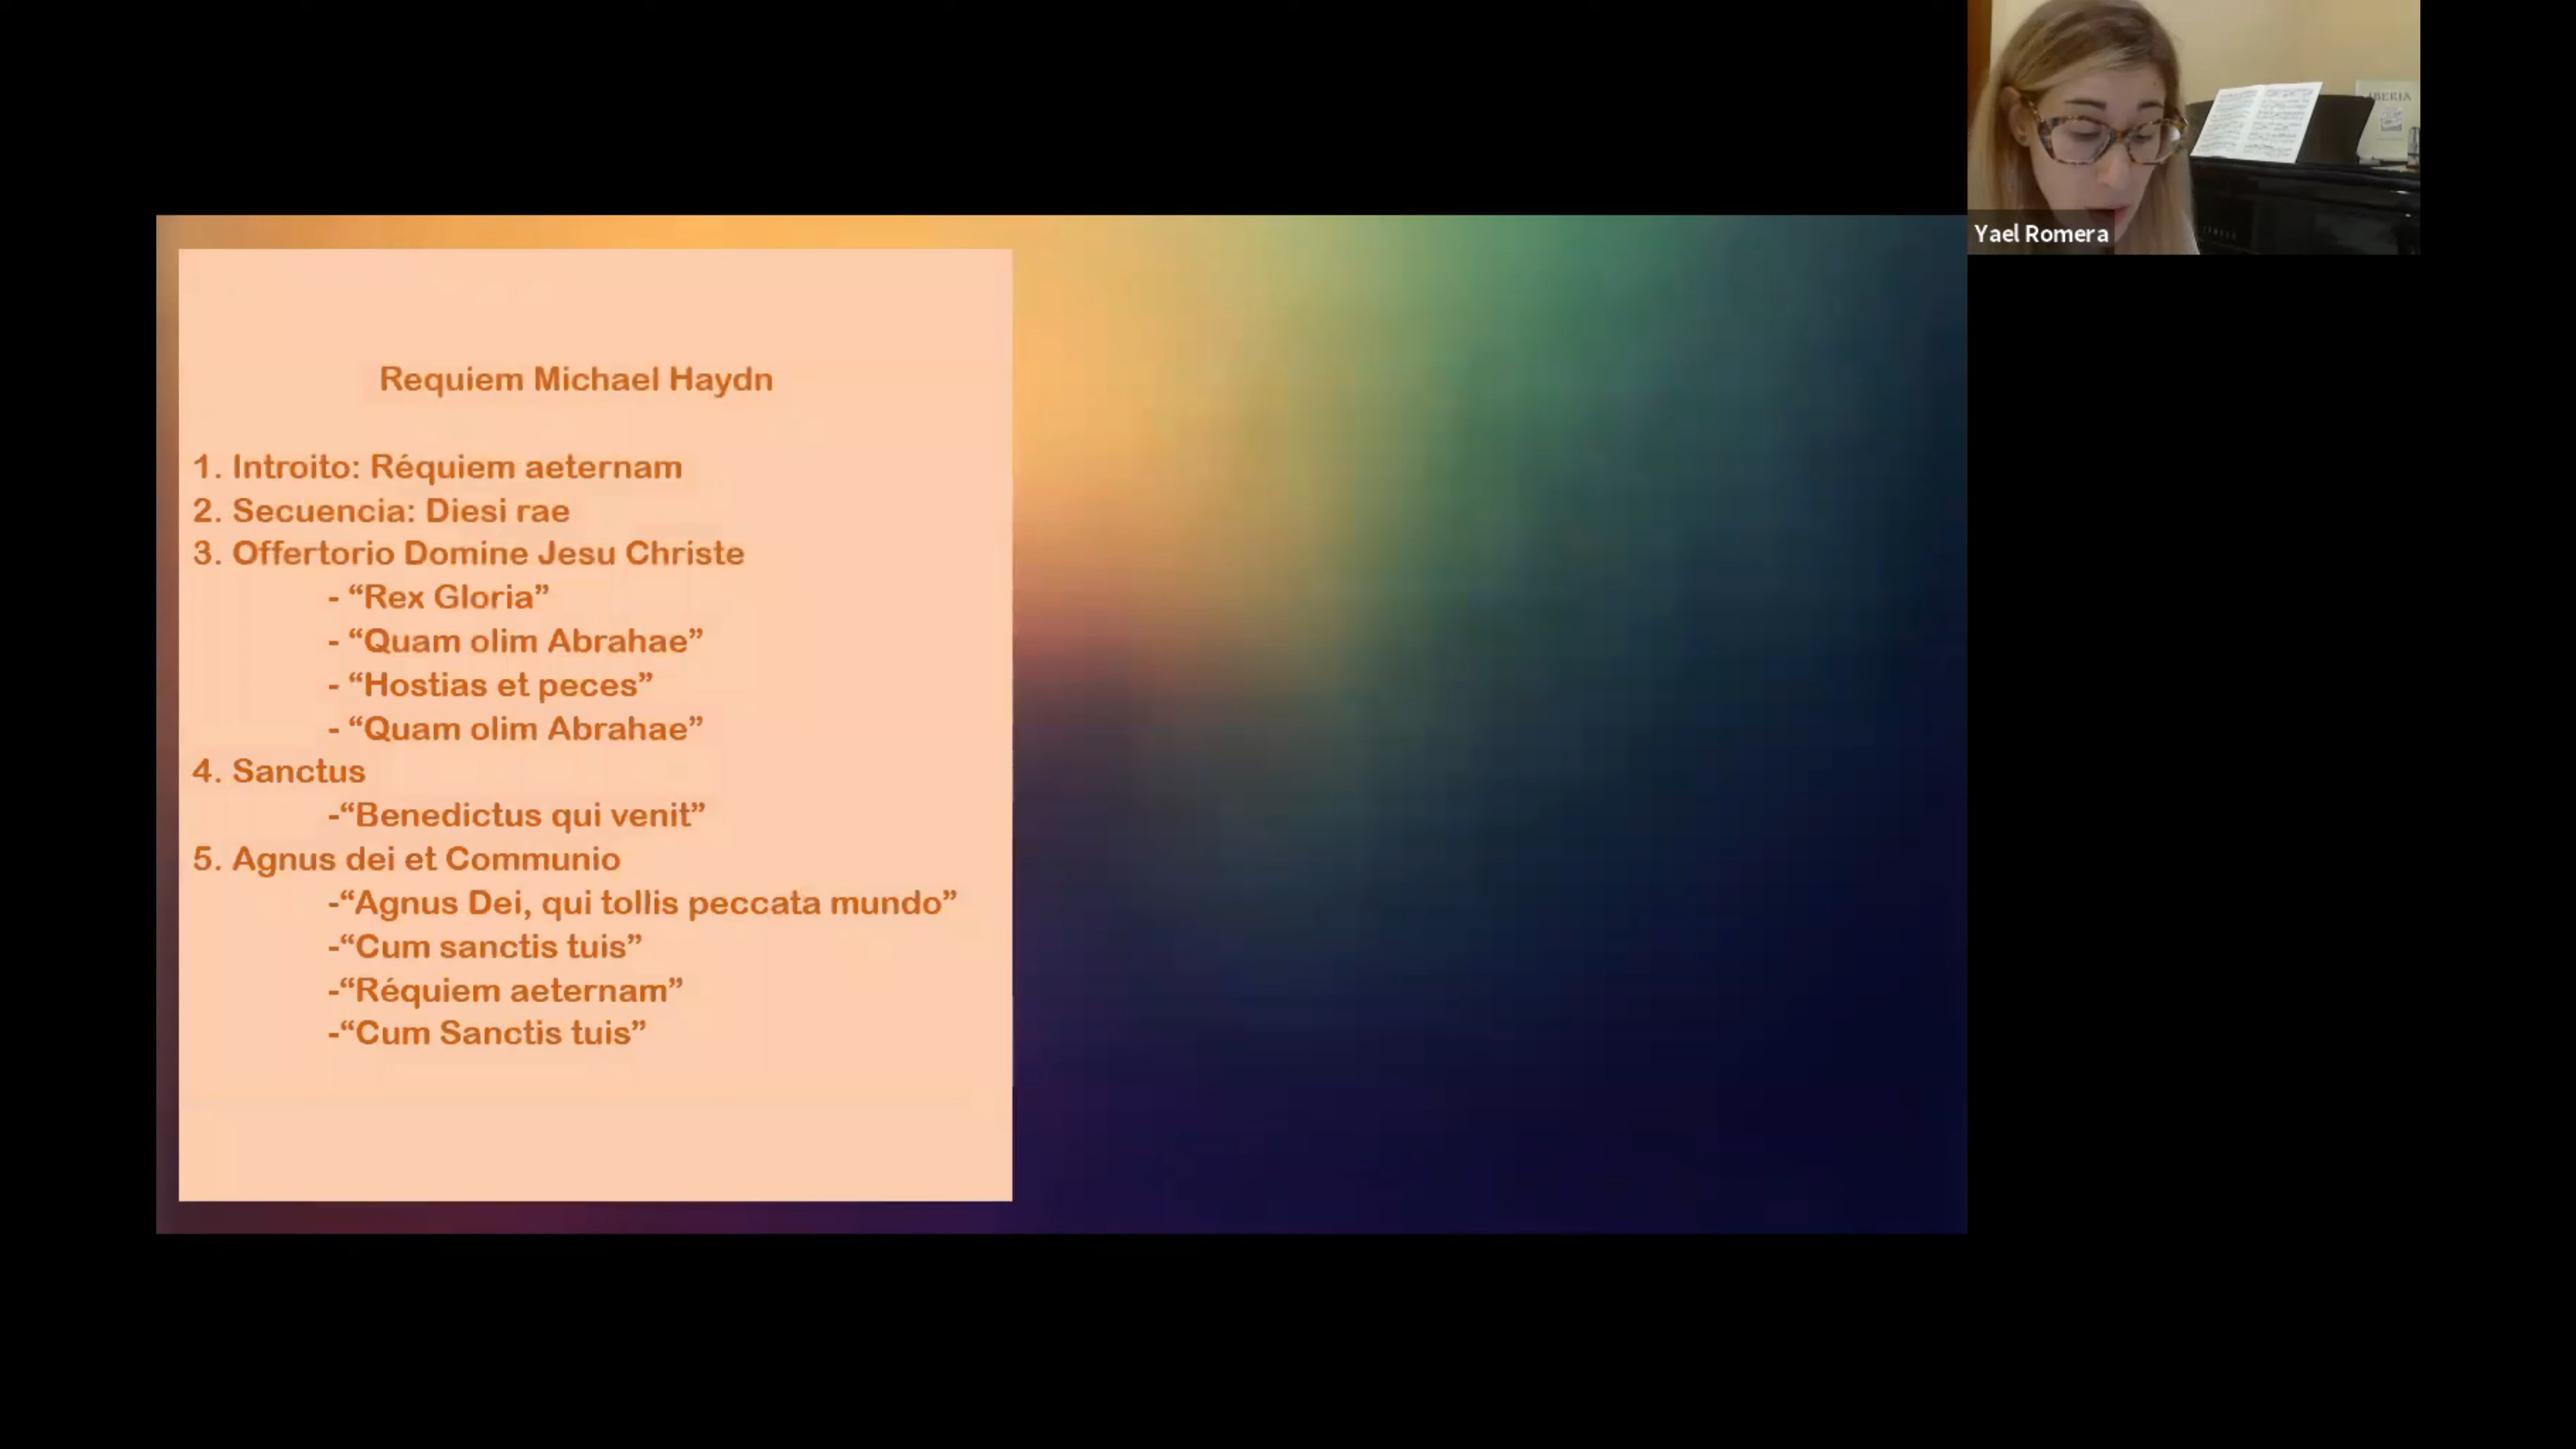 Requiem Michael Haydn
1. Introito: Réquiem aeternam
2. Secuencia: Diesi rae
3. Offertorio Domine Jesu Christe
- “Rex Gloria”
- “Quam olim Abrahae”
- “Hostias et peces”
- “Quam olim Abrahae”
4. Sanctus
-“Benedictus qui venit”
5. Agnus dei et Communio
-“Agnus Dei, qui tollis peccata mundo”
-“Cum sanctis tuis”
-“Réquiem aeternam”
-“Cum Sanctis tuis”
IBERIA
Yael Romera